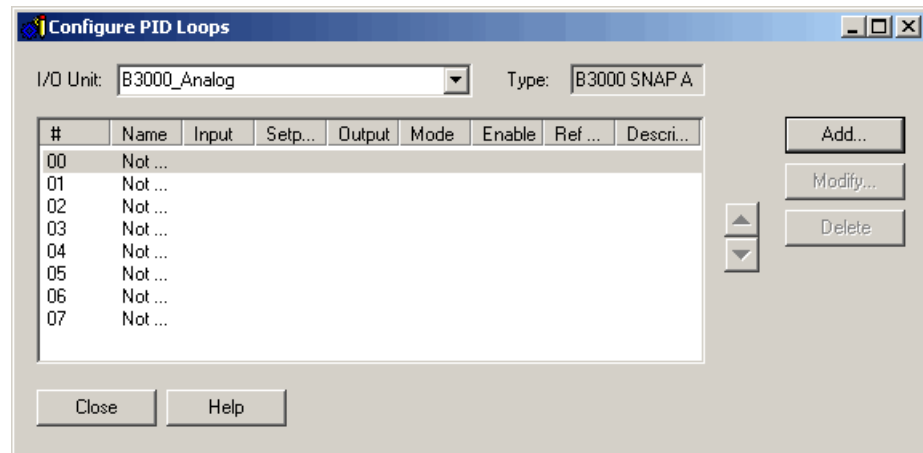 Configure PID Loops
I/O Unit: B3000_Analog Type: B3000 SNAP A
# Name Input Setp... Output Mode Enable Ref ... Descri...
00 Not ...
01 Not ...
02 Not ...
03 Not ...
04 Not ...
05 Not ...
06 Not ...
07 Not ...
Add...
Modify...
Delete
Close Help